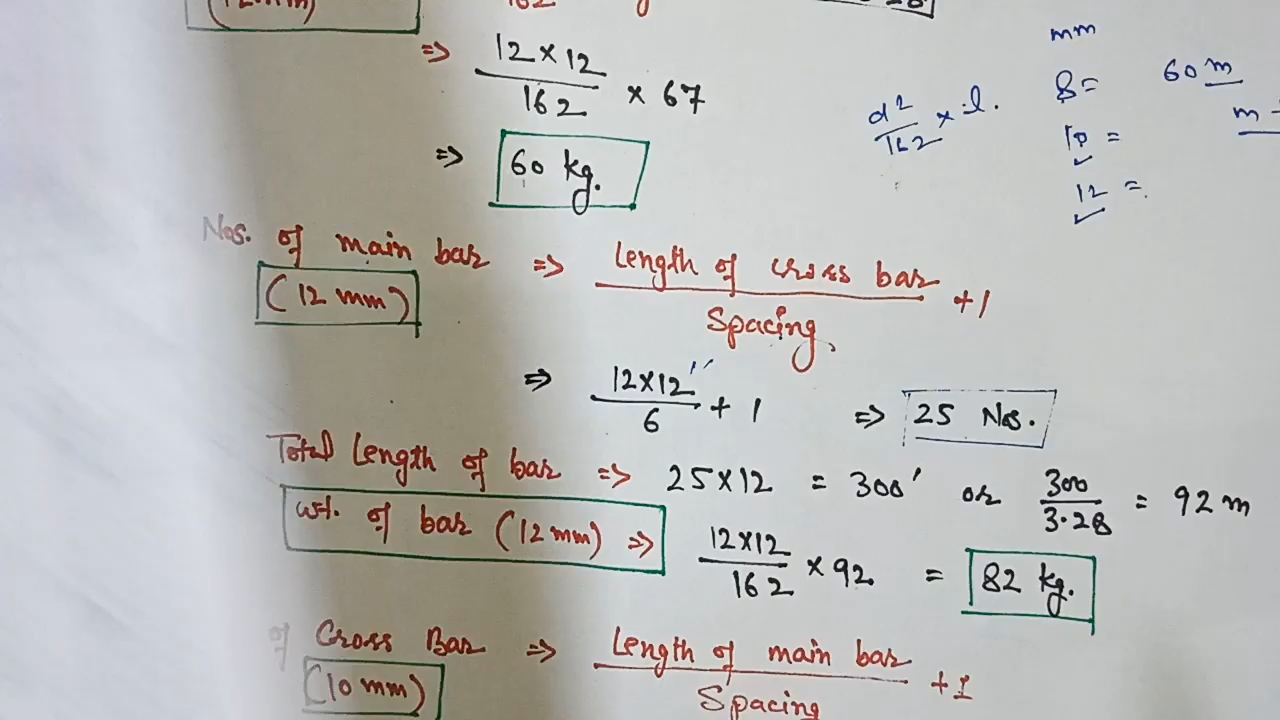 (12mm)
162
⇒ 12×12/162 × 67
⇒ 60 kg.
mm
8= 60 m
d²/162 × l.
10 =
12 =
Nos. of main bar ⇒ Length of cross bar/Spacing +1
(12 mm)
⇒ 12×12''/6 + 1 ⇒ 25 Nos.
Total Length of bar ⇒ 25×12 = 300' or 300/3.28 = 92 m
wt. of bar (12 mm) ⇒ 12×12/162 × 92 = 82 kg.
of Cross Bar ⇒ Length of main bar/Spacing +1
(10 mm)